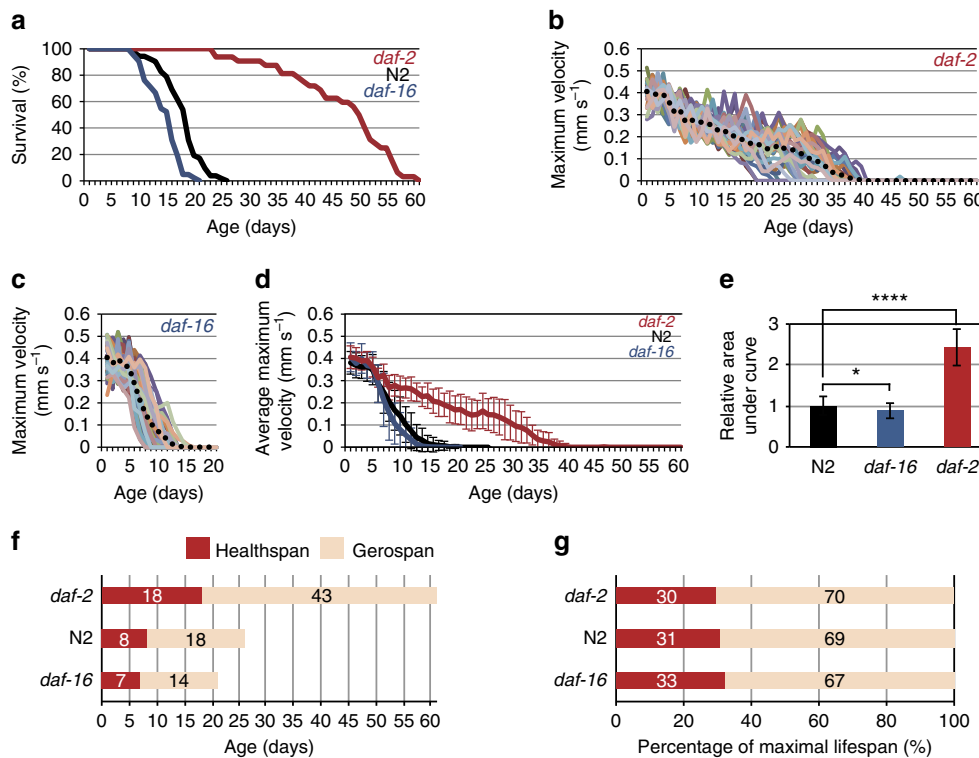 a
100
80
60
40
20
0
Survival (%)
daf-2
N2
daf-16
0 5 10 15 20 25 30 35 40 45 50 55 60
Age (days)
b
0.6
0.5
0.4
0.3
0.2
0.1
0
Maximum velocity
(mm s⁻¹)
daf-2
0 5 10 15 20 25 30 35 40 45 50 55 60
Age (days)
c
0.6
0.5
0.4
0.3
0.2
0.1
0
Maximum velocity
(mm s⁻¹)
daf-16
0 5 10 15 20
Age (days)
d
0.6
0.5
0.4
0.3
0.2
0.1
0
Average maximum
velocity (mm s⁻¹)
daf-2
N2
daf-16
0 5 10 15 20 25 30 35 40 45 50 55 60
Age (days)
e
****
*
3
2
1
0
Relative area
under curve
N2 daf-16 daf-2
f
Healthspan Gerospan
daf-2 18 43
N2 8 18
daf-16 7 14
0 5 10 15 20 25 30 35 40 45 50 55 60
Age (days)
g
daf-2 30 70
N2 31 69
daf-16 33 67
0 20 40 60 80 100
Percentage of maximal lifespan (%)